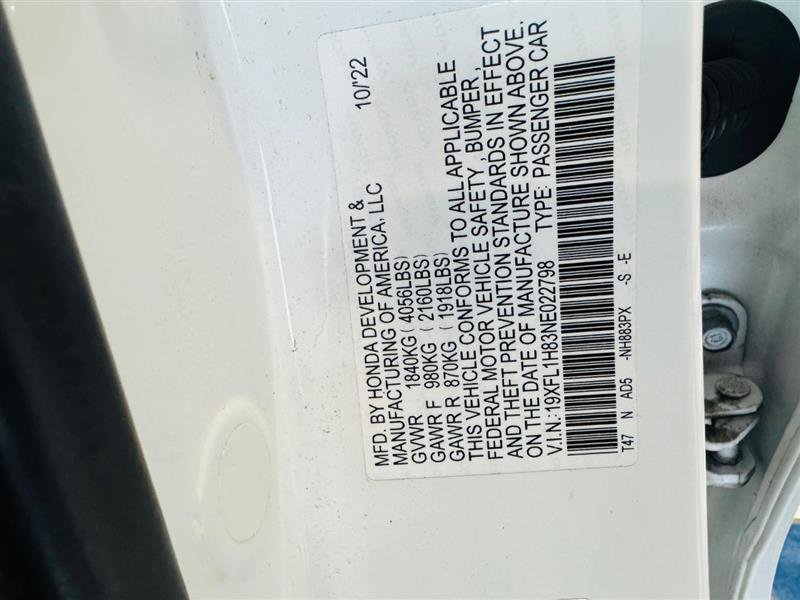 MFD. BY HONDA DEVELOPMENT &
MANUFACTURING OF AMERICA, LLC 10/'22
GVWR 1840KG ( 4056LBS)
GAWR F 980KG ( 2160LBS)
GAWR R 870KG ( 1918LBS)
THIS VEHICLE CONFORMS TO ALL APPLICABLE
FEDERAL MOTOR VEHICLE SAFETY , BUMPER ,
AND THEFT PREVENTION STANDARDS IN EFFECT
ON THE DATE OF MANUFACTURE SHOWN ABOVE.
V.I.N.:19XFL1H83NE022798 TYPE: PASSENGER CAR
T47 N AD5 -NH883PX -S -E